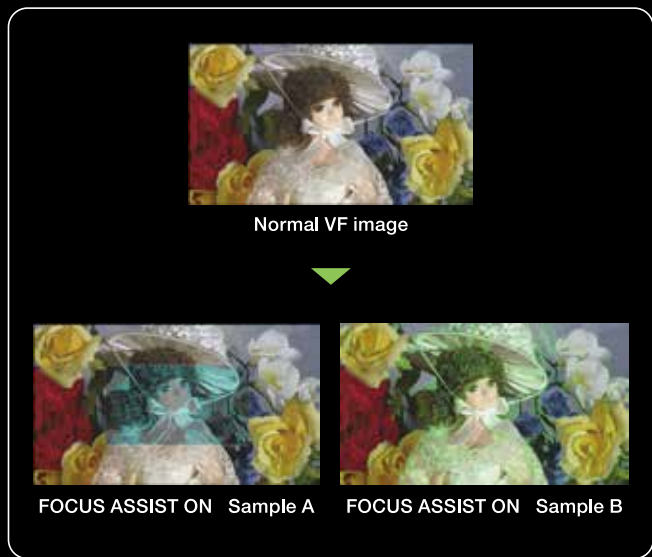 Normal VF image
FOCUS ASSIST ON Sample A
FOCUS ASSIST ON Sample B